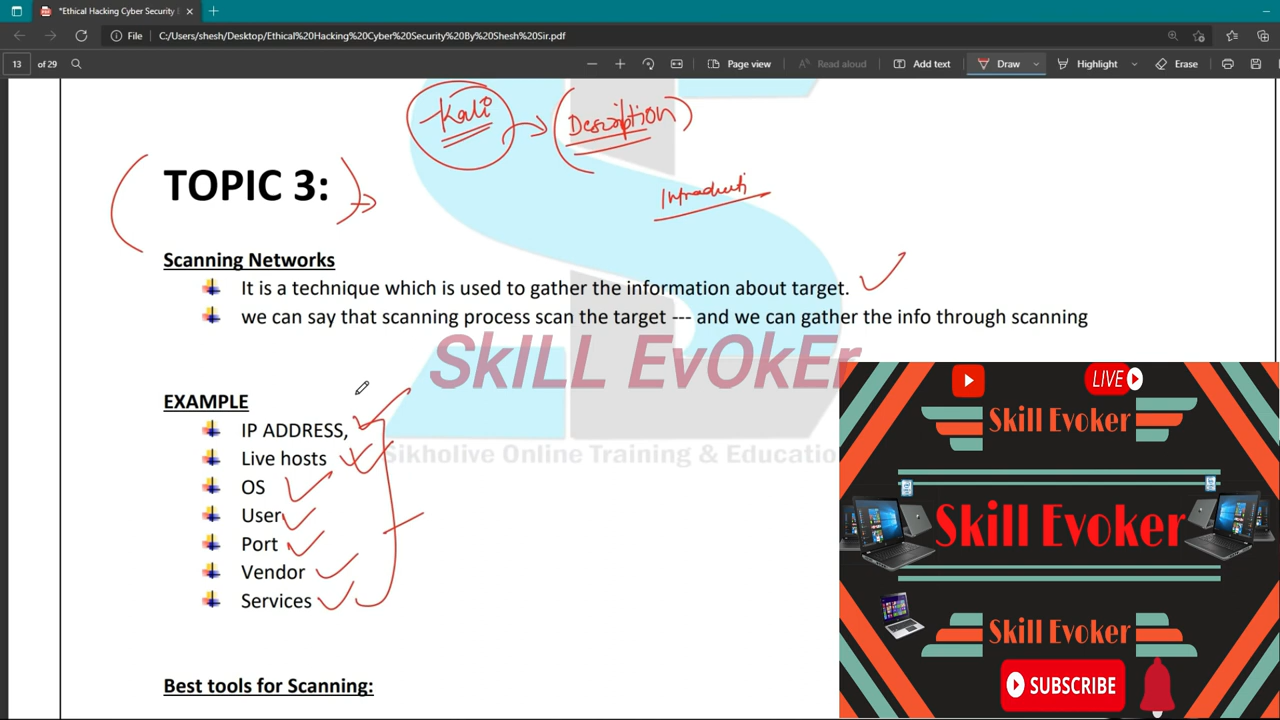 *Ethical Hacking Cyber Security
File
C:/Users/shesh/Desktop/Ethical%20Hacking%20Cyber%20Security%20By%20Shesh%20Sir.pdf
13 of 29
Page view
Read aloud
Add text
Draw
Highlight
Erase
Kali
Description
TOPIC 3:
Introducti
Scanning Networks
It is a technique which is used to gather the information about target.
we can say that scanning process scan the target --- and we can gather the info through scanning
SkILL EvOKEr
EXAMPLE
IP ADDRESS,
Live hosts
OS
User
Port
Vendor
Services
Sikholive Online Training & Educatio
Best tools for Scanning:
LIVE
Skill Evoker
Skill Evoker
Skill Evoker
SUBSCRIBE